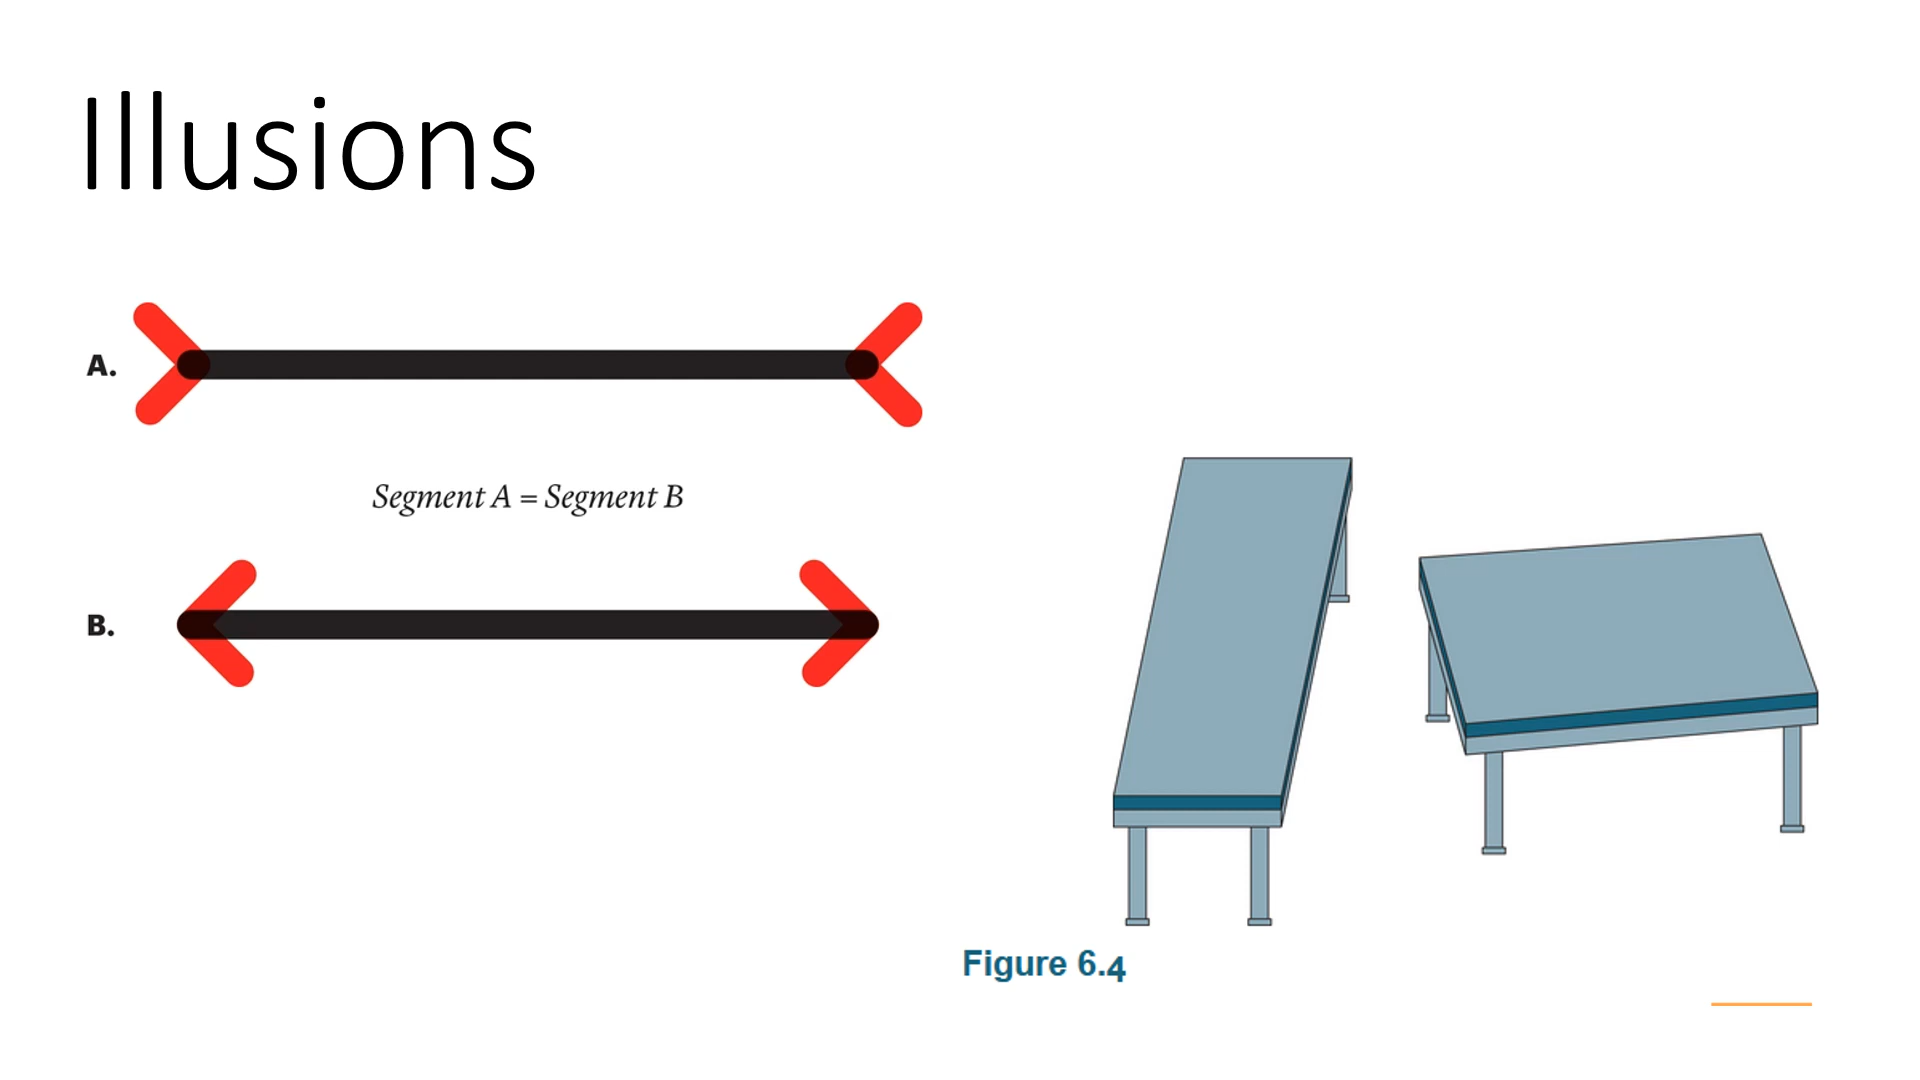 Illusions
A.
Segment A = Segment B
B.
Figure 6.4